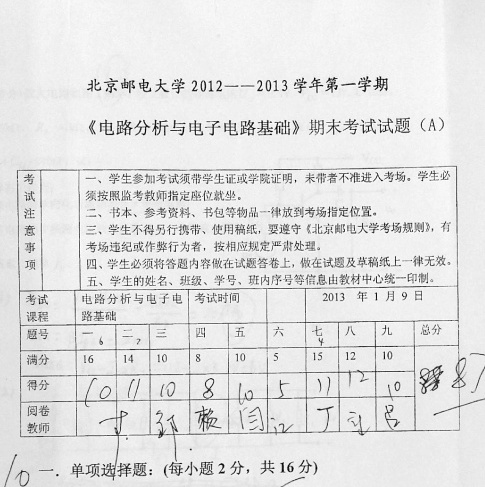 北京邮电大学 2012——2013 学年第一学期
《电路分析与电子电路基础》期末考试试题（A）
考试注意事项
一、学生参加考试须带学生证或学院证明，未带者不准进入考场。学生必
须按照监考教师指定座位就坐。
二、书本、参考资料、书包等物品一律放到考场指定位置。
三、学生不得另行携带、使用稿纸，要遵守《北京邮电大学考场规则》，有
考场违纪或作弊行为者，按相应规定严肃处理。
四、学生必须将答题内容做在试题答卷上，做在试题及草稿纸上一律无效。
五、学生的姓名、班级、学号、班内序号等信息由教材中心统一印制。
考试 电路分析与电子电 考试时间 2013 年 1 月 9 日
课程 路基础
题号 一 二 三 四 五 六 七 八 九 总分
6 7 4
满分 16 14 10 8 10 5 15 12 10
得分 10 11 10 8 10 5 11 12 10 87
阅卷
教师
10 一．单项选择题：(每小题 2 分，共 16 分)